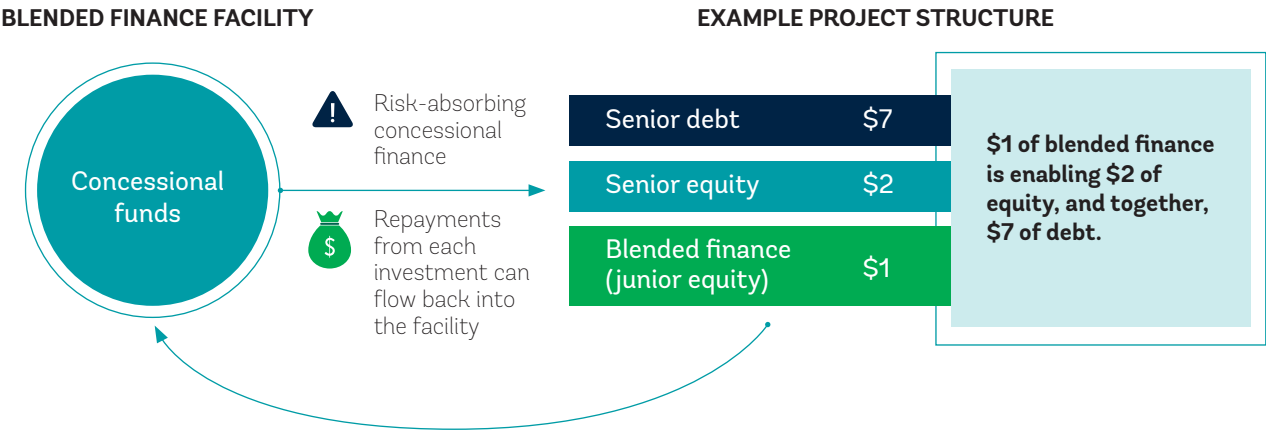 BLENDED FINANCE FACILITY
EXAMPLE PROJECT STRUCTURE
Concessional
funds
!
Risk-absorbing
concessional
finance
$
Repayments
from each
investment can
flow back into
the facility
Senior debt $7
Senior equity $2
Blended finance
(junior equity) $1
$1 of blended finance
is enabling $2 of
equity, and together,
$7 of debt.